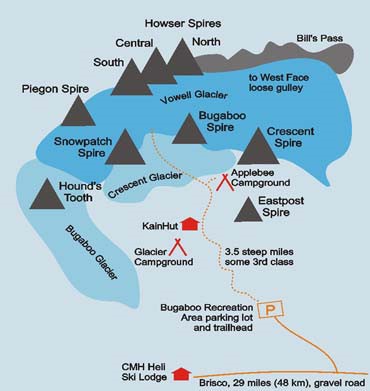 Howser Spires
Central
North
South
Bill's Pass
to West Face
loose gulley
Piegon Spire
Vowell Glacier
Bugaboo
Spire
Snowpatch
Spire
Crescent
Spire
Crescent Glacier
Applebee
Campground
Hound's
Tooth
Eastpost
Spire
KainHut
Bugaboo Glacier
Glacier
Campground
3.5 steep miles
some 3rd class
Bugaboo Recreation
Area parking lot
and trailhead
P
CMH Heli
Ski Lodge
Brisco, 29 miles (48 km), gravel road